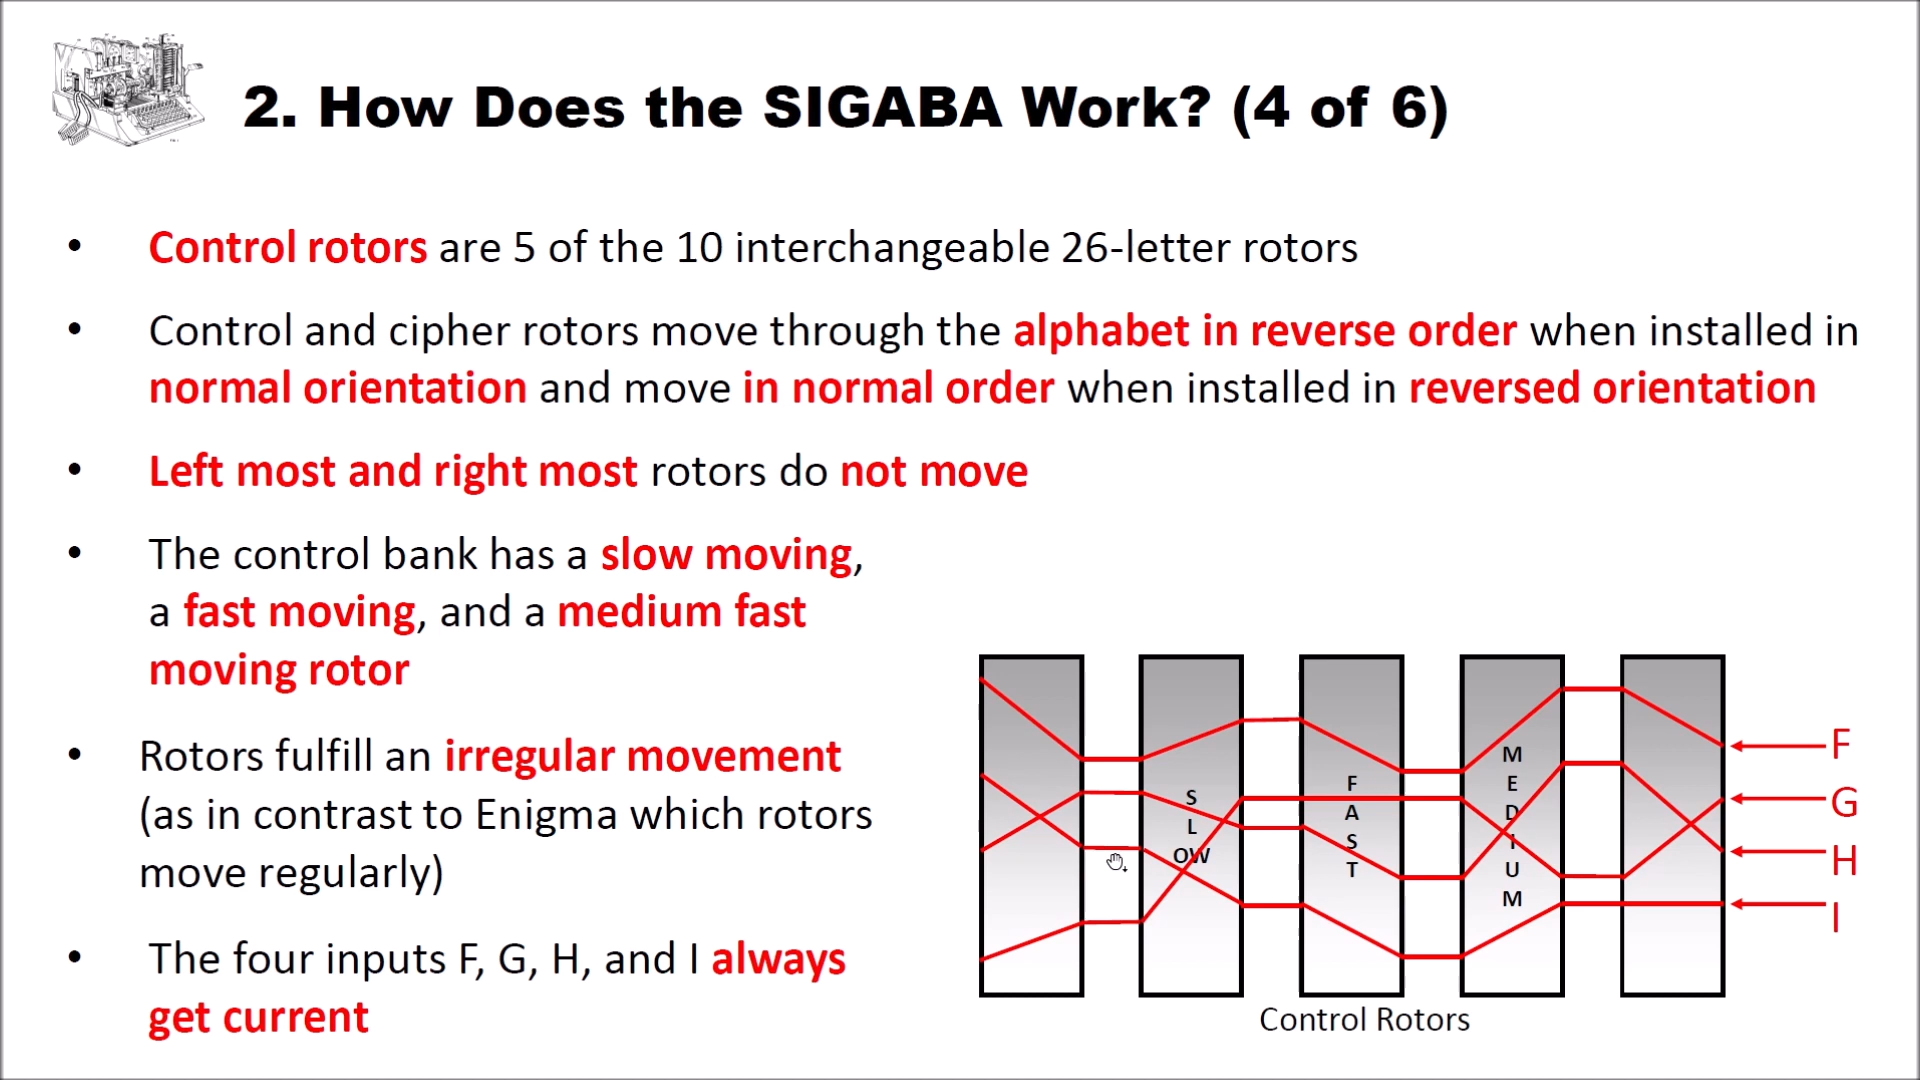 2. How Does the SIGABA Work? (4 of 6)
• Control rotors are 5 of the 10 interchangeable 26-letter rotors
• Control and cipher rotors move through the alphabet in reverse order when installed in
normal orientation and move in normal order when installed in reversed orientation
• Left most and right most rotors do not move
• The control bank has a slow moving,
a fast moving, and a medium fast
moving rotor
• Rotors fulfill an irregular movement
(as in contrast to Enigma which rotors
move regularly)
• The four inputs F, G, H, and I always
get current
SLOW
FAST
MEDIUM
F
G
H
I
Control Rotors